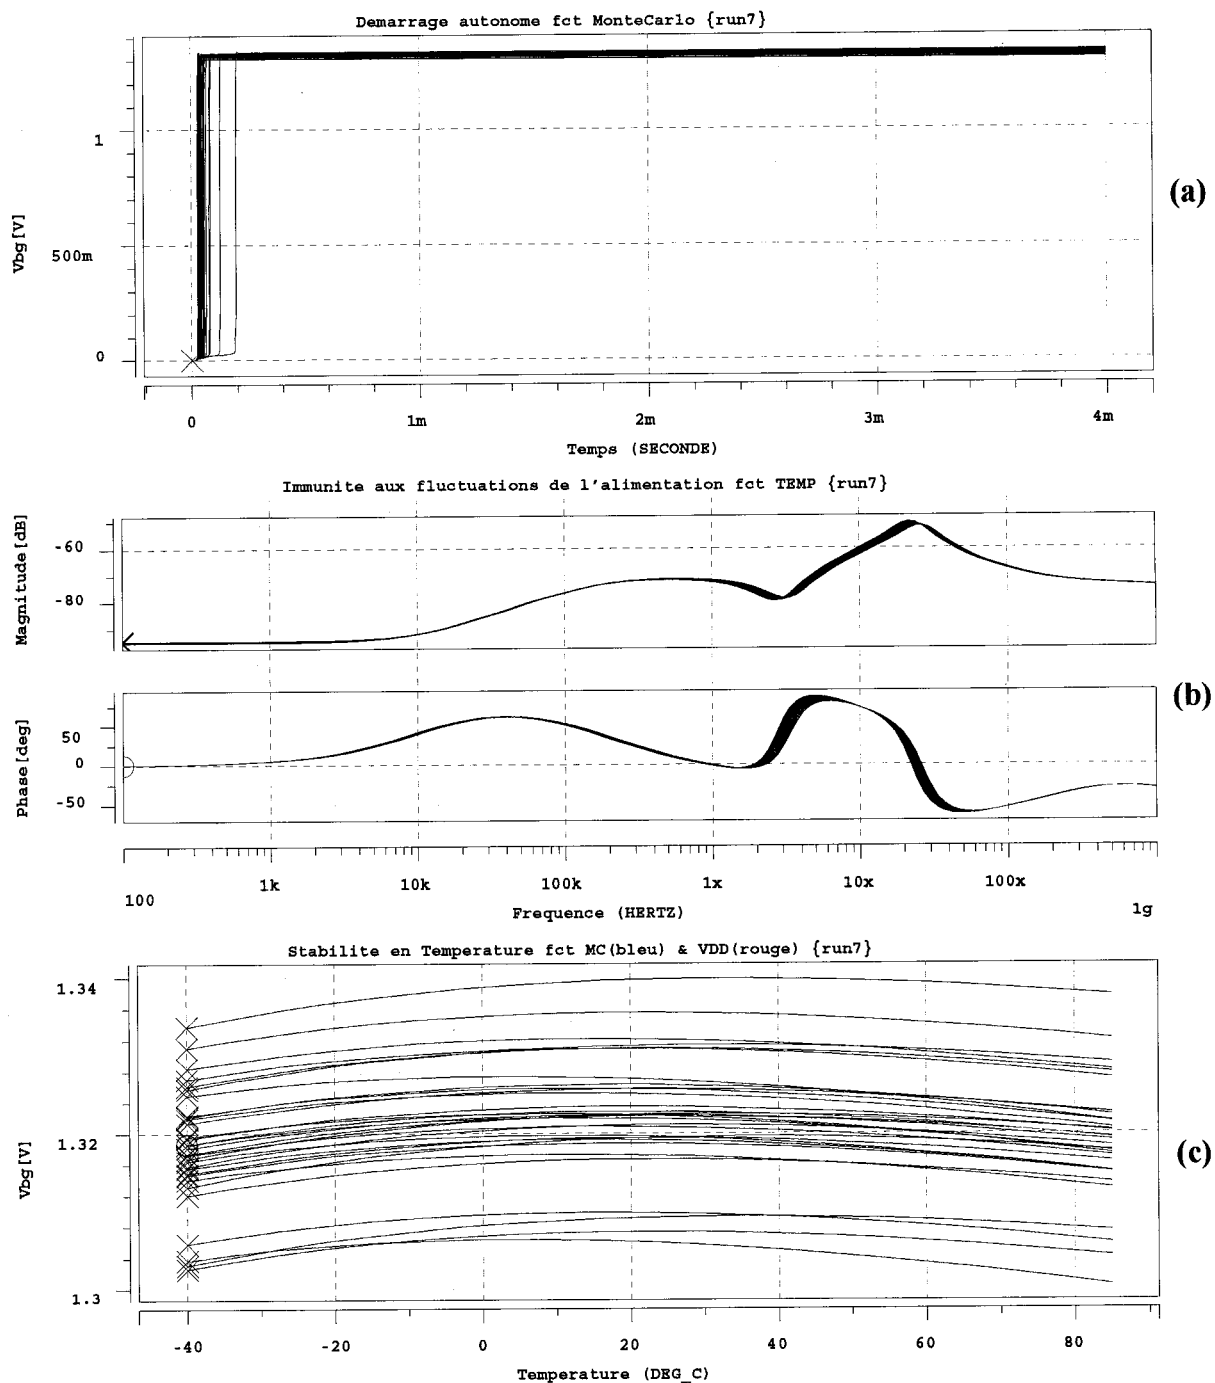 Demarrage autonome fct MonteCarlo {run7}
1
500m
0
Vbg[V]
(a)
0 1m 2m 3m 4m
Temps (SECONDE)
Immunite aux fluctuations de l'alimentation fct TEMP {run7}
Magnitude[dB]
-60
-80
Phase[deg]
50
0
-50
(b)
100 1k 10k 100k 1x 10x 100x 1g
Frequence (HERTZ)
Stabilite en Temperature fct MC(bleu) & VDD(rouge) {run7}
1.34
1.32
1.3
Vbg[V]
(c)
-40 -20 0 20 40 60 80
Temperature (DEG_C)